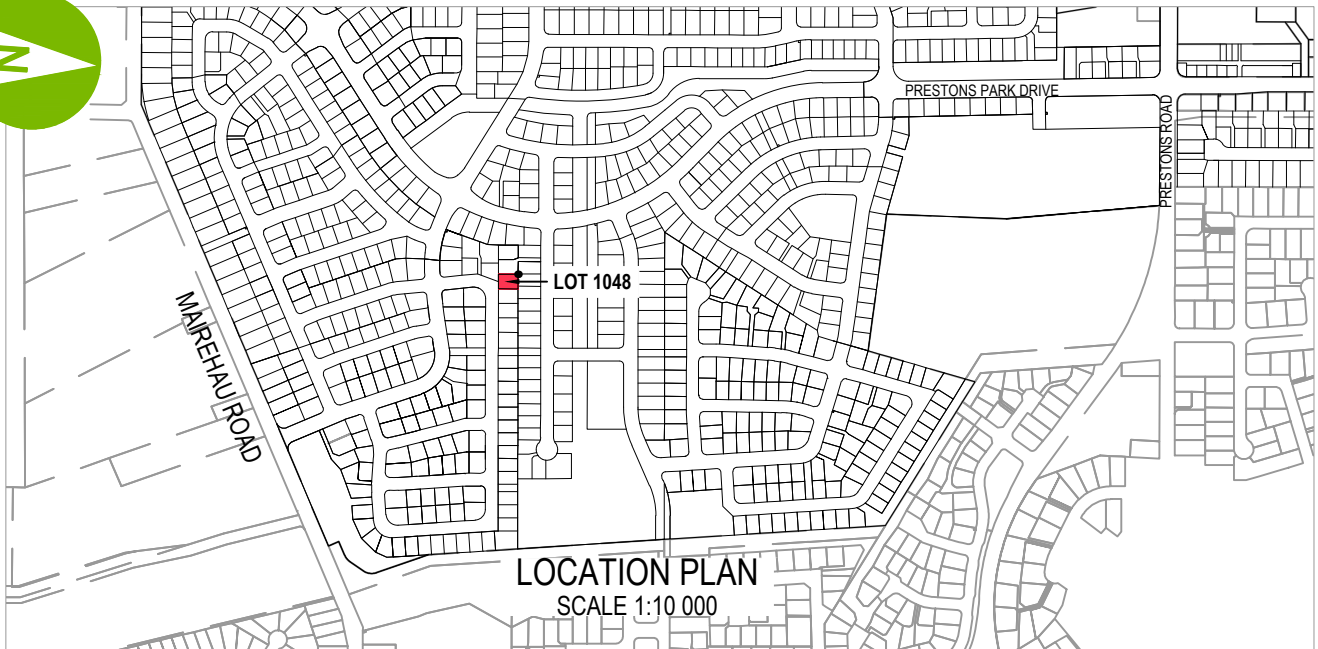 N
PRESTONS PARK DRIVE
PRESTONS ROAD
LOT 1048
MAIREHAU ROAD
LOCATION PLAN
SCALE 1:10 000